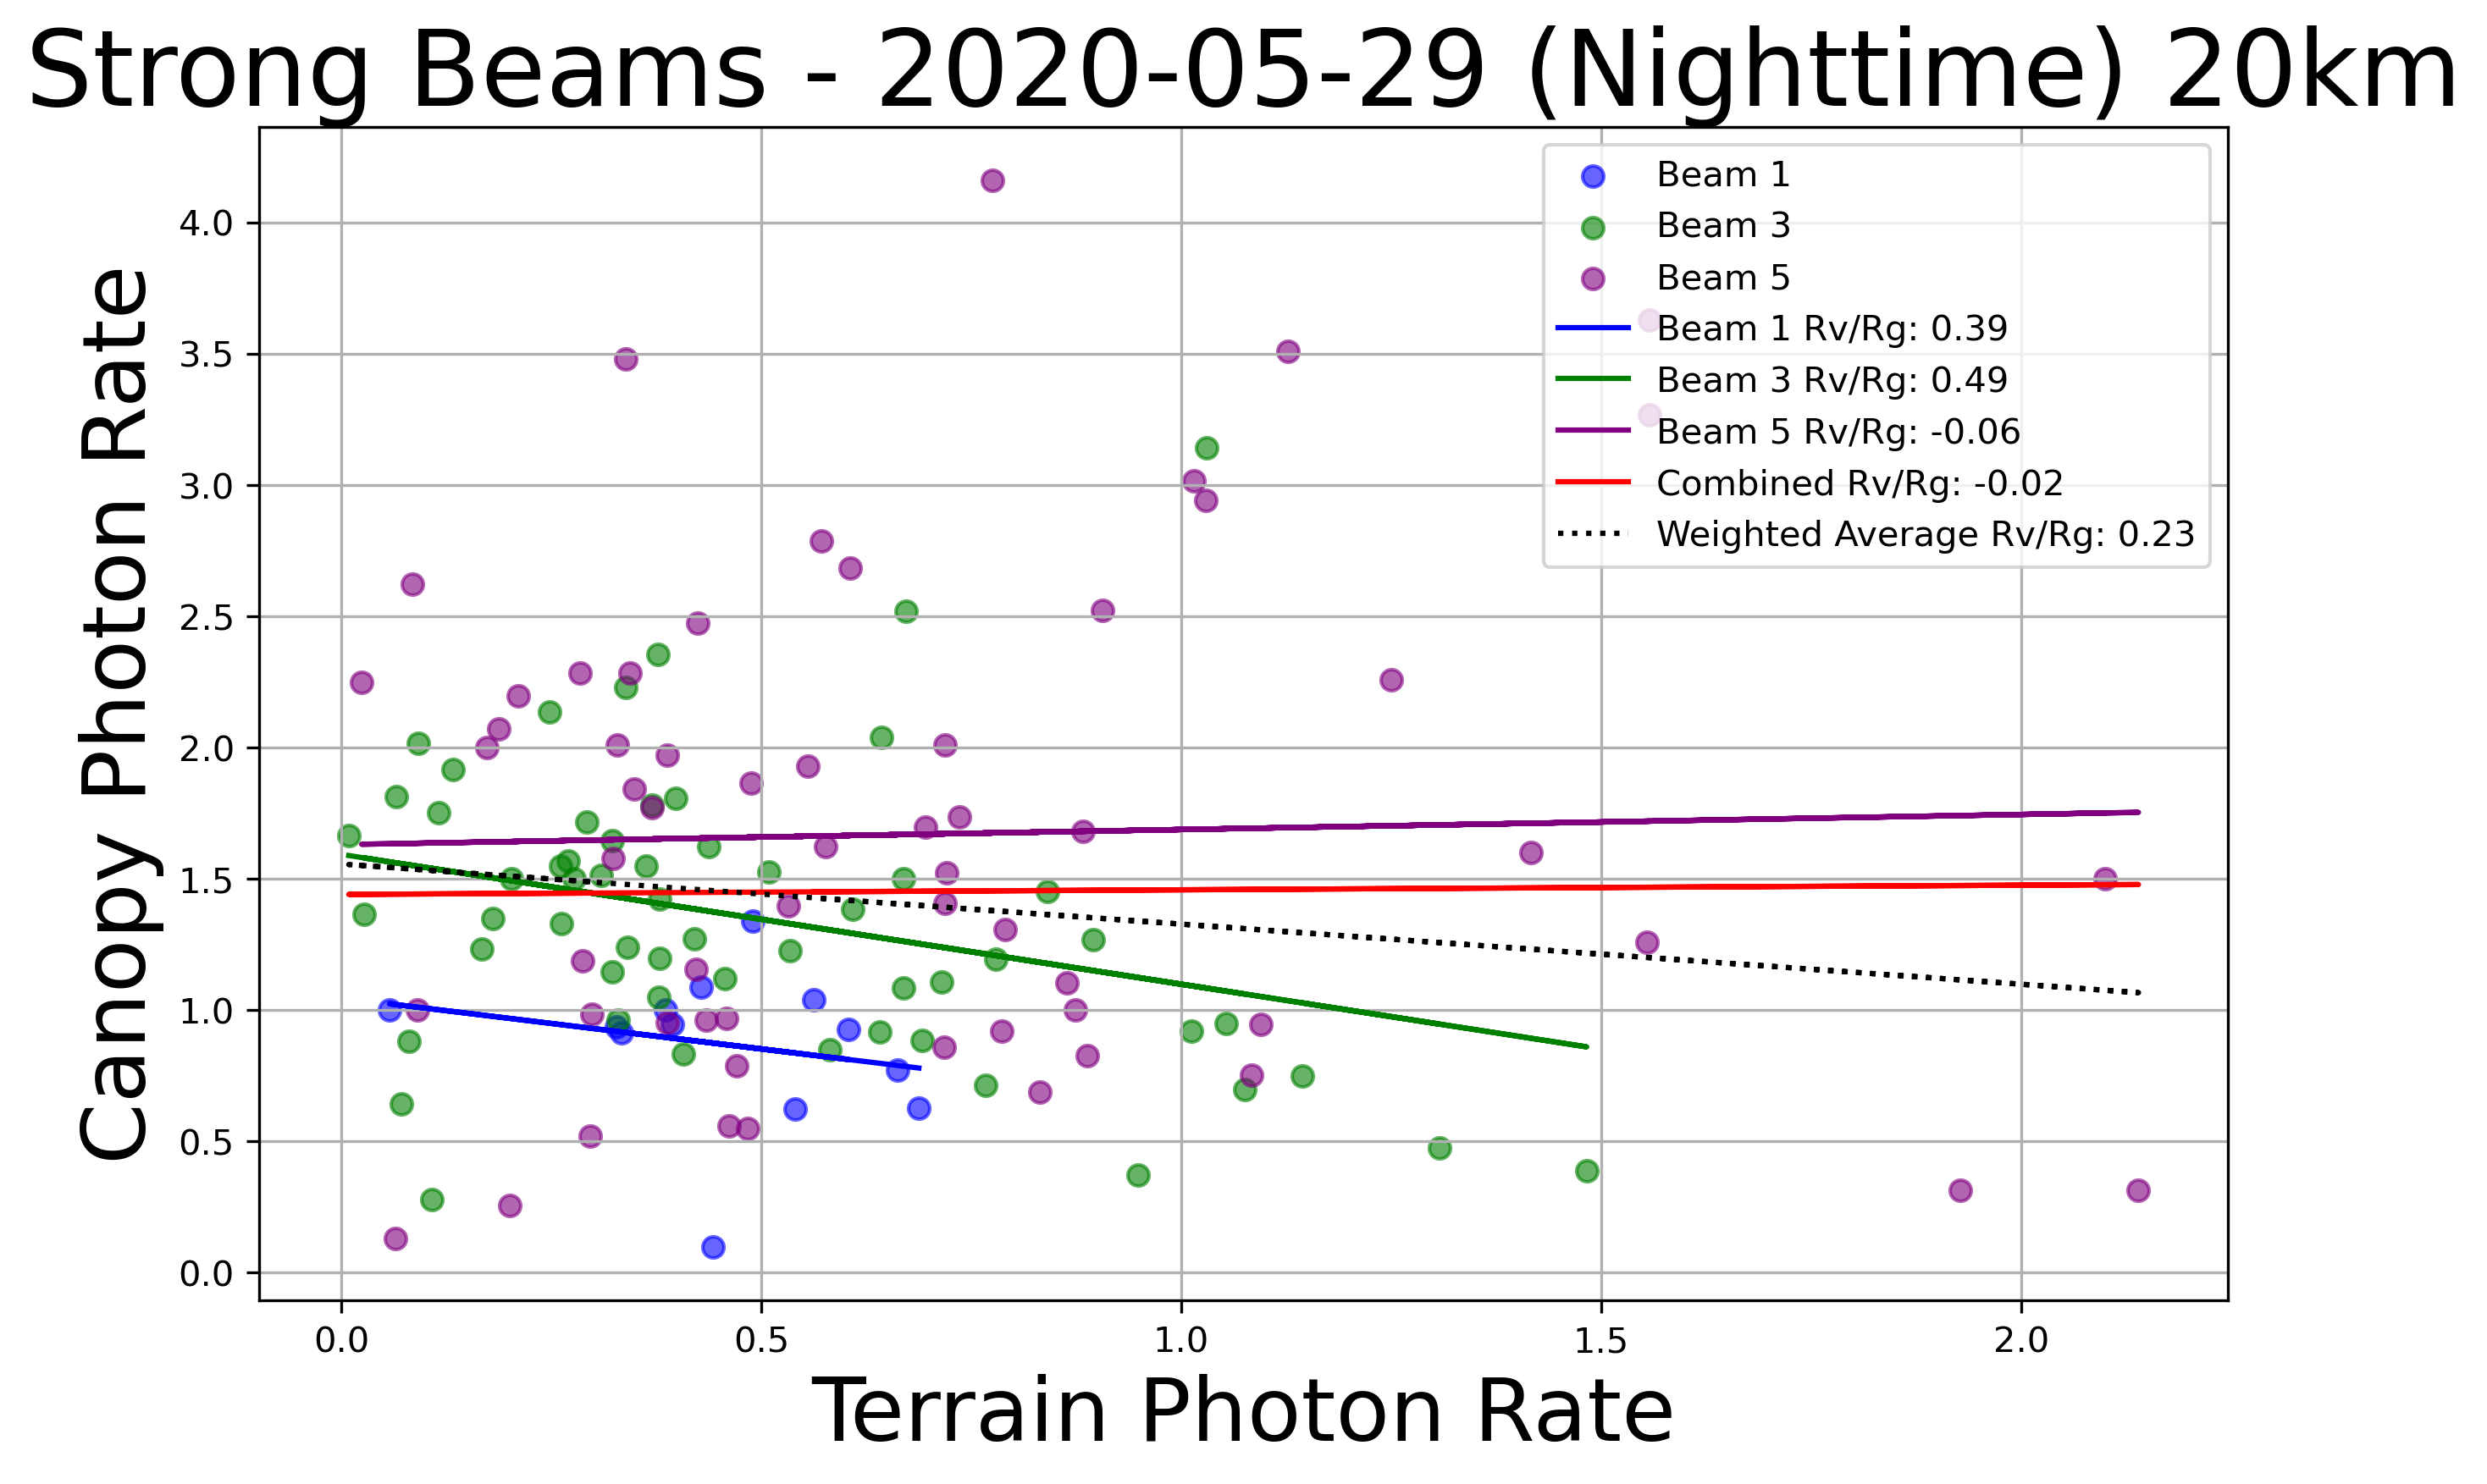 Strong Beams - 2020-05-29 (Nighttime) 20km
Canopy Photon Rate
4.0
3.5
3.0
2.5
2.0
1.5
1.0
0.5
0.0
Beam 1
Beam 3
Beam 5
Beam 1 Rv/Rg: 0.39
Beam 3 Rv/Rg: 0.49
Beam 5 Rv/Rg: -0.06
Combined Rv/Rg: -0.02
Weighted Average Rv/Rg: 0.23
0.0 0.5 1.0 1.5 2.0
Terrain Photon Rate